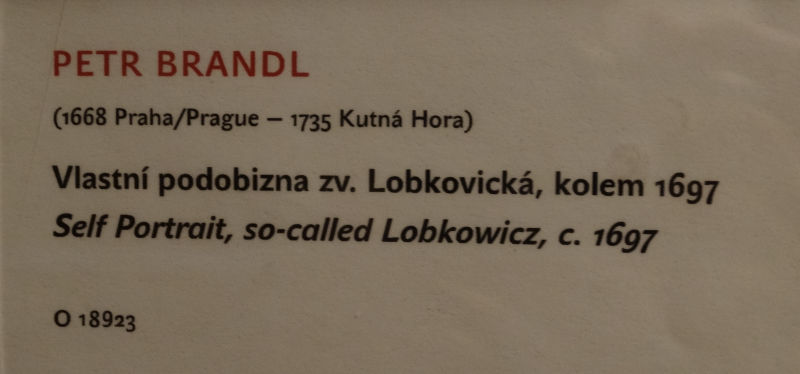 PETR BRANDL
(1668 Praha/Prague – 1735 Kutná Hora)
Vlastní podobizna zv. Lobkovická, kolem 1697
Self Portrait, so-called Lobkowicz, c. 1697
O 18923